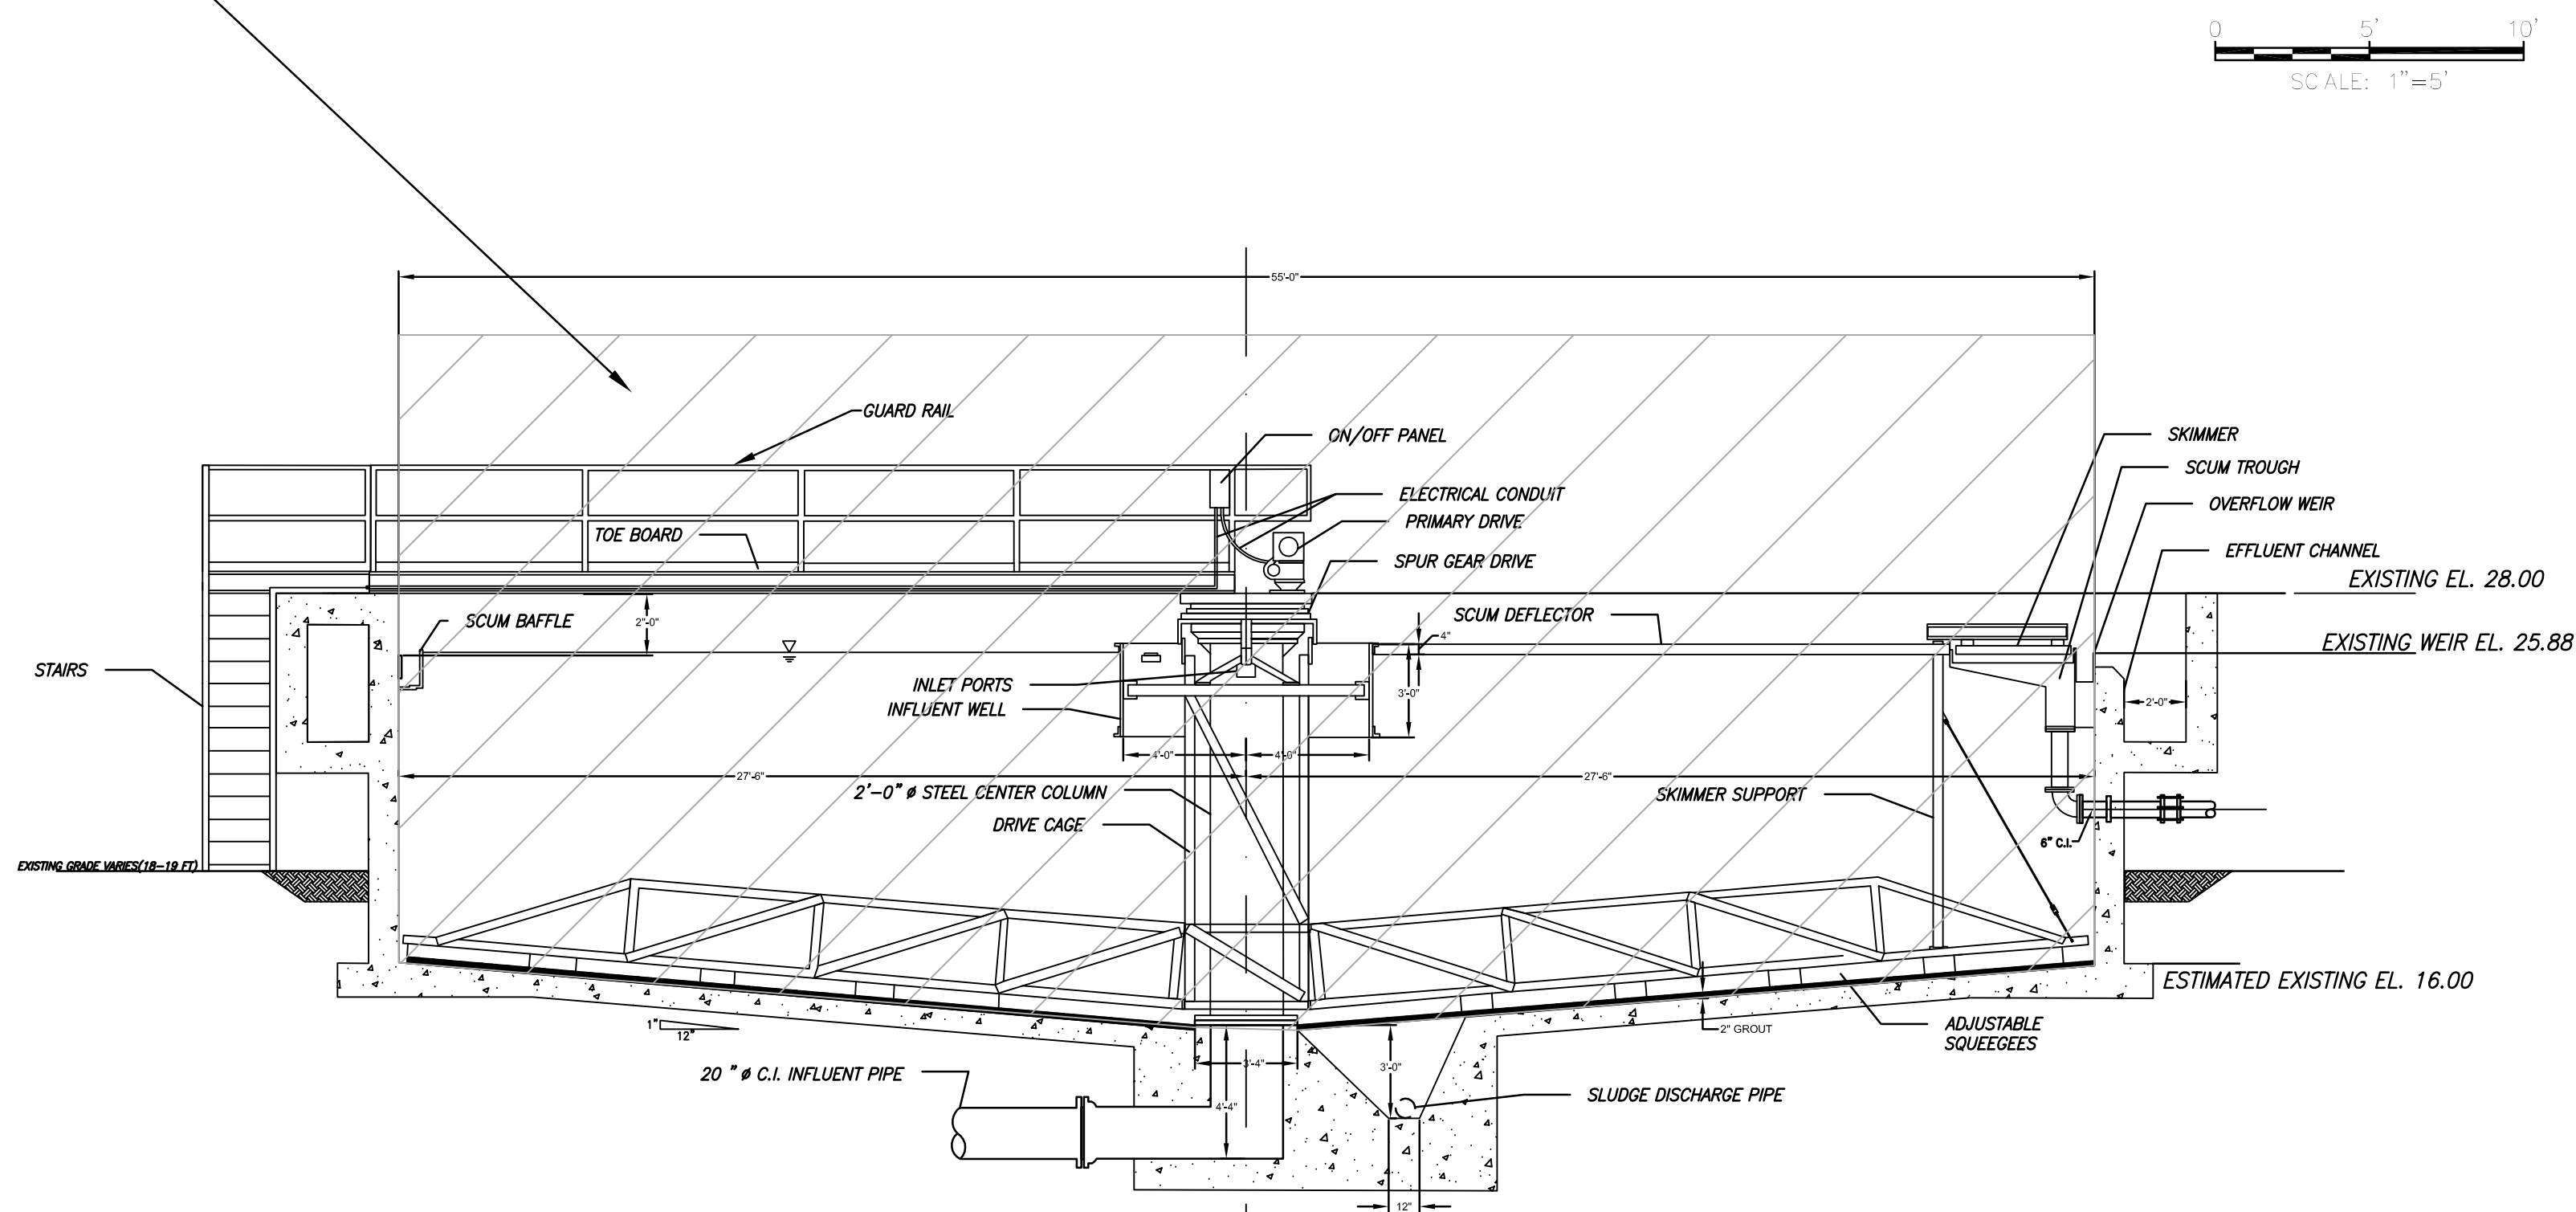 0 5' 10'
SCALE: 1"=5'
55'-0"
GUARD RAIL
ON/OFF PANEL
SKIMMER
SCUM TROUGH
ELECTRICAL CONDUIT
OVERFLOW WEIR
PRIMARY DRIVE
TOE BOARD
EFFLUENT CHANNEL
SPUR GEAR DRIVE
EXISTING EL. 28.00
SCUM BAFFLE
2"-0"
SCUM DEFLECTOR
4"
EXISTING WEIR EL. 25.88
STAIRS
INLET PORTS
3'-0"
2'-0"
INFLUENT WELL
4'-0" 4'-0"
27'-6" 27'-6"
2'-0" ø STEEL CENTER COLUMN
SKIMMER SUPPORT
DRIVE CAGE
6" C.I.
EXISTING GRADE VARIES(18-19 FT)
ESTIMATED EXISTING EL. 16.00
1"
12"
2" GROUT
ADJUSTABLE
SQUEEGEES
3'-4"
3'-0"
20 " ø C.I. INFLUENT PIPE
4'-4"
SLUDGE DISCHARGE PIPE
12"